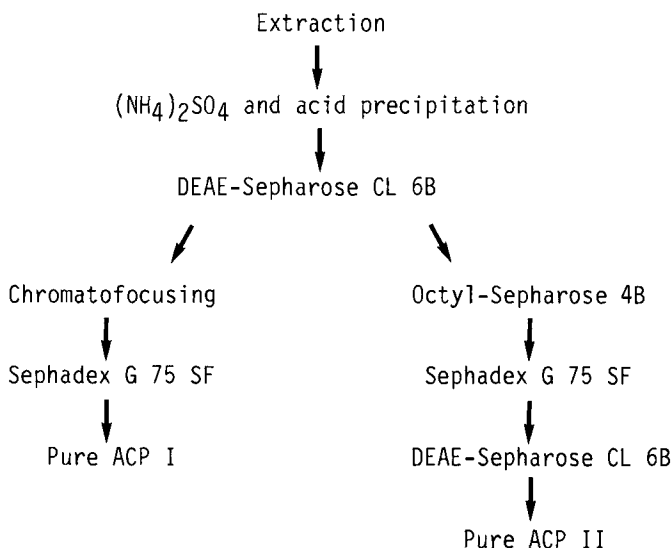 Extraction
(NH4)2SO4 and acid precipitation
DEAE-Sepharose CL 6B
Chromatofocusing
Octyl-Sepharose 4B
Sephadex G 75 SF
Sephadex G 75 SF
Pure ACP I
DEAE-Sepharose CL 6B
Pure ACP II